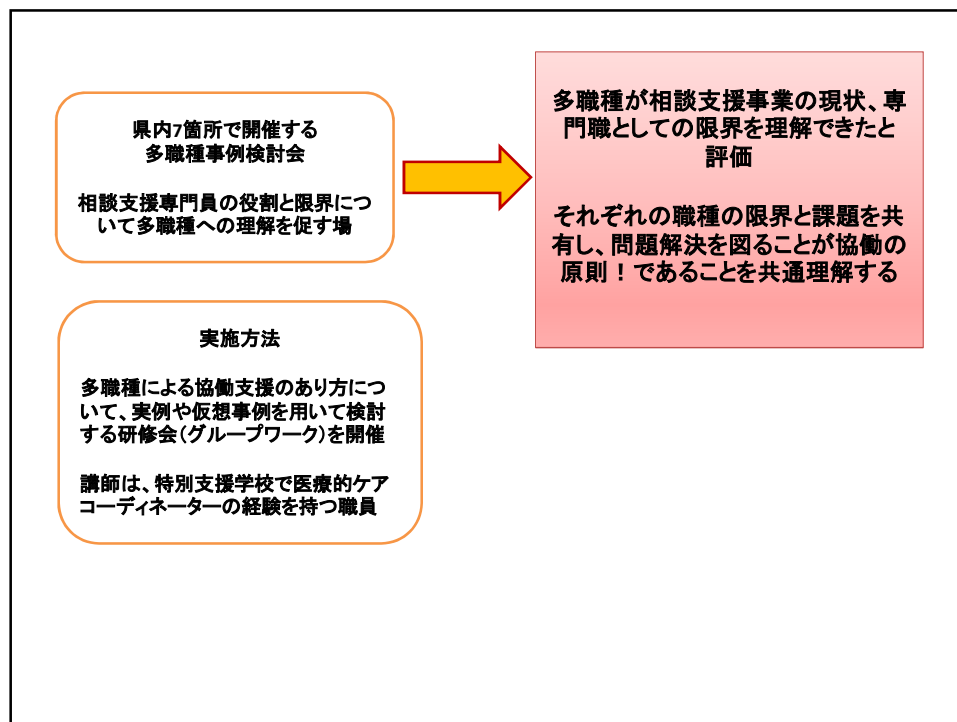 県内7箇所で開催する
多職種事例検討会
相談支援専門員の役割と限界につ
いて多職種への理解を促す場
実施方法
多職種による協働支援のあり方につ
いて、実例や仮想事例を用いて検討
する研修会(グループワーク)を開催
講師は、特別支援学校で医療的ケア
コーディネーターの経験を持つ職員
多職種が相談支援事業の現状、専
門職としての限界を理解できたと
評価
それぞれの職種の限界と課題を共
有し、問題解決を図ることが協働の
原則!であることを共通理解する